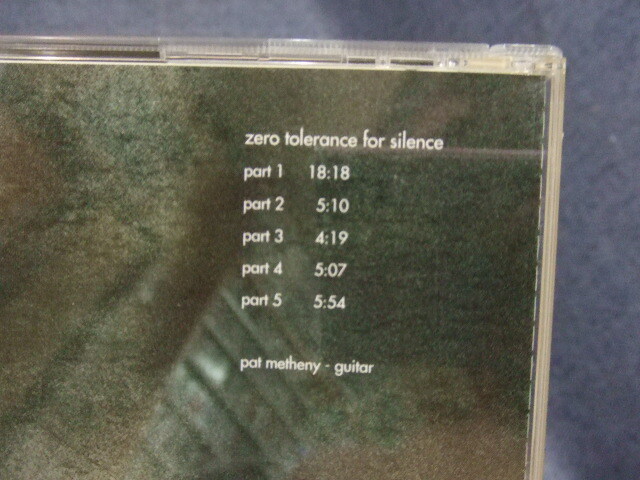 zero tolerance for silence
part 1 18:18
part 2 5:10
part 3 4:19
part 4 5:07
part 5 5:54
pat metheny - guitar